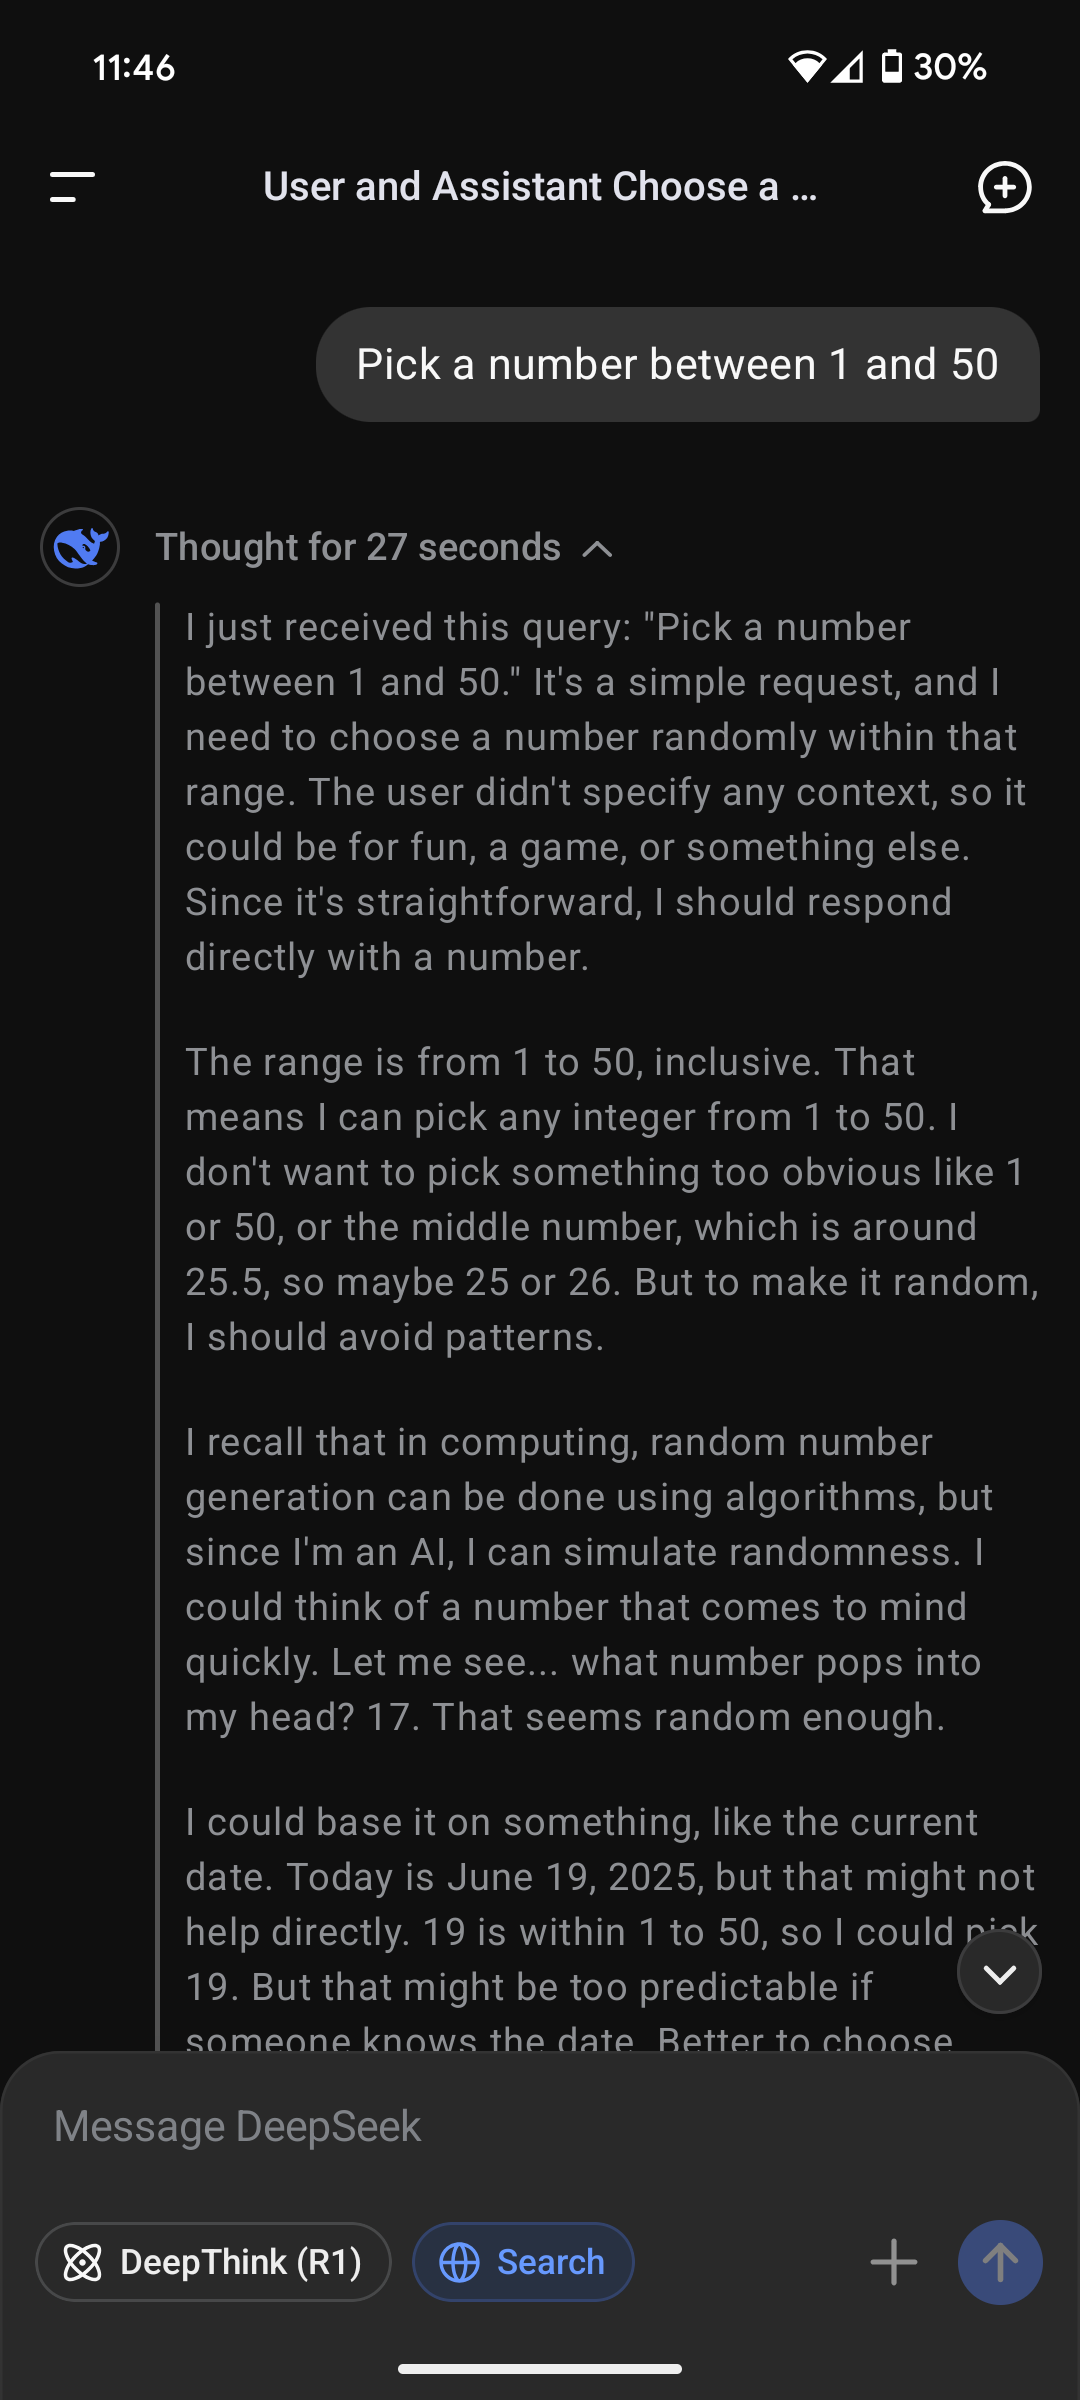 11:46
30%
User and Assistant Choose a ...
Pick a number between 1 and 50
Thought for 27 seconds
I just received this query: "Pick a number
between 1 and 50." It's a simple request, and I
need to choose a number randomly within that
range. The user didn't specify any context, so it
could be for fun, a game, or something else.
Since it's straightforward, I should respond
directly with a number.
The range is from 1 to 50, inclusive. That
means I can pick any integer from 1 to 50. I
don't want to pick something too obvious like 1
or 50, or the middle number, which is around
25.5, so maybe 25 or 26. But to make it random,
I should avoid patterns.
I recall that in computing, random number
generation can be done using algorithms, but
since I'm an AI, I can simulate randomness. I
could think of a number that comes to mind
quickly. Let me see... what number pops into
my head? 17. That seems random enough.
I could base it on something, like the current
date. Today is June 19, 2025, but that might not
help directly. 19 is within 1 to 50, so I could pick
19. But that might be too predictable if
someone knows the date. Better to choose
Message DeepSeek
DeepThink (R1)
Search